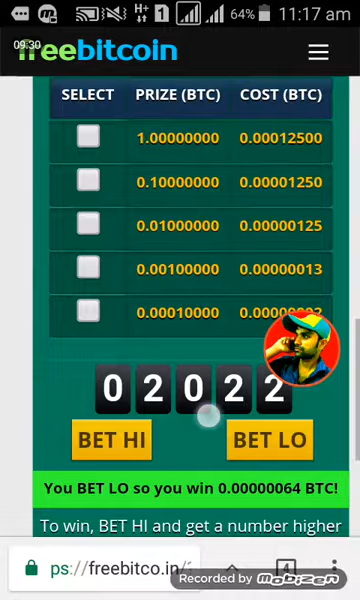 64% 11:17 am
09:30
freebitcoin
SELECT PRIZE (BTC) COST (BTC)
1.00000000 0.00012500
0.10000000 0.00001250
0.01000000 0.00000125
0.00100000 0.00000013
0.00010000
0 2 0 2 2
BET HI BET LO
You BET LO so you win 0.00000064 BTC!
To win, BET HI and get a number higher
ps://freebitco.in/ 4
Recorded by mobizen